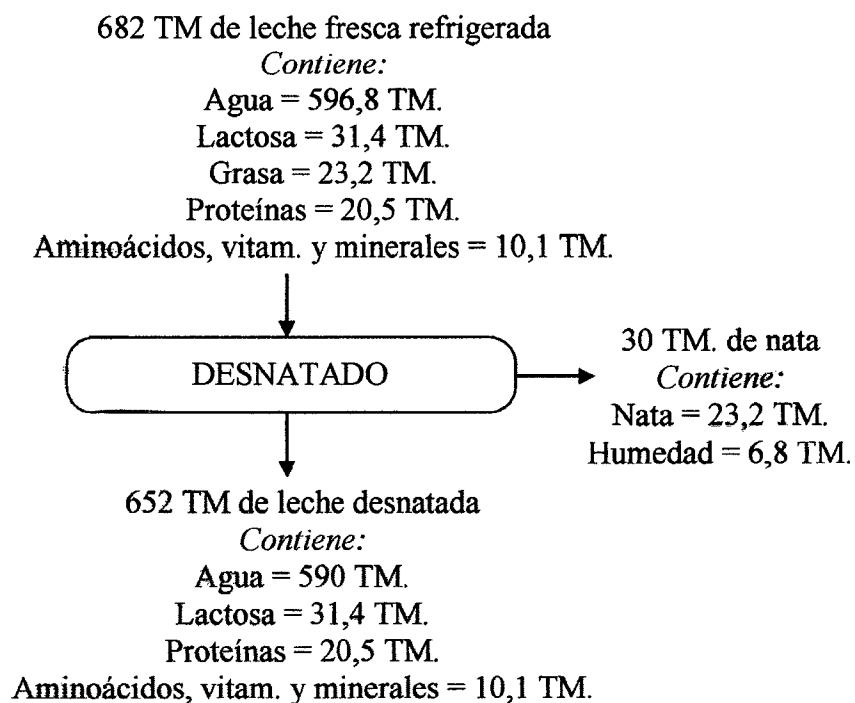 682 TM de leche fresca refrigerada
Contiene:
Agua = 596,8 TM.
Lactosa = 31,4 TM.
Grasa = 23,2 TM.
Proteínas = 20,5 TM.
Aminoácidos, vitam. y minerales = 10,1 TM.
DESNATADO
30 TM. de nata
Contiene:
Nata = 23,2 TM.
Humedad = 6,8 TM.
652 TM de leche desnatada
Contiene:
Agua = 590 TM.
Lactosa = 31,4 TM.
Proteínas = 20,5 TM.
Aminoácidos, vitam. y minerales = 10,1 TM.